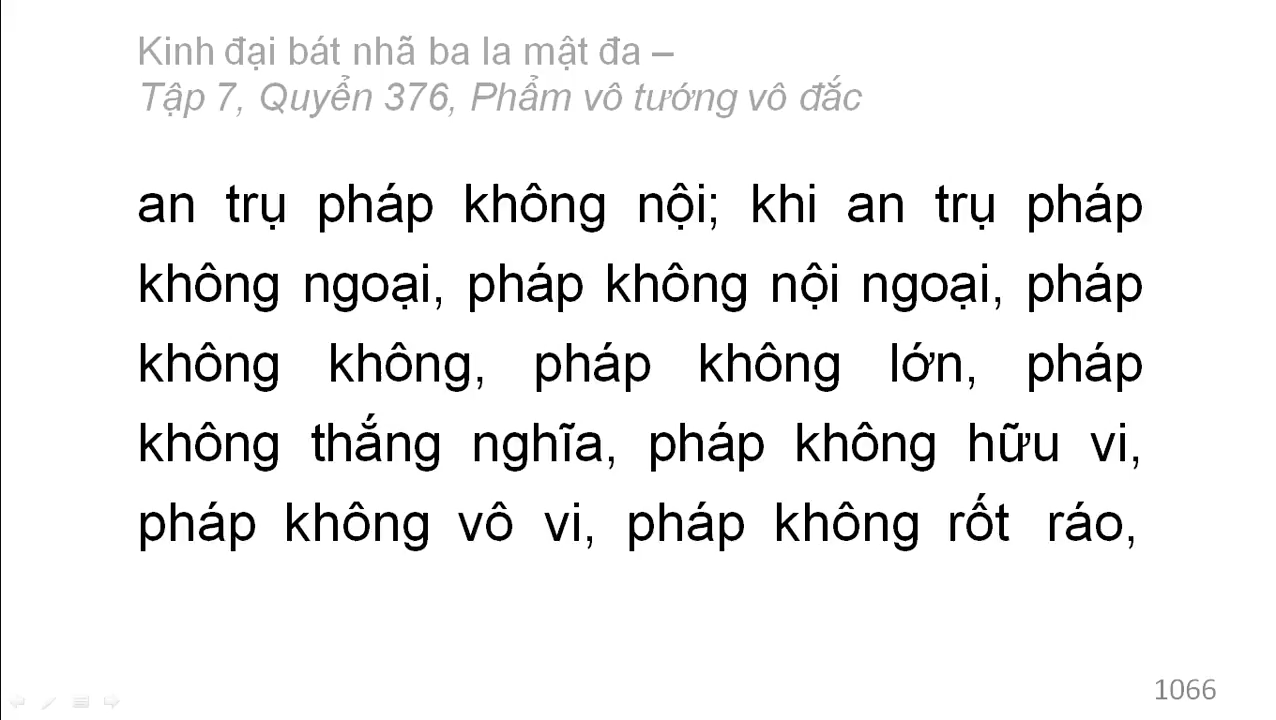 Kinh đại bát nhã ba la mật đa –
Tập 7, Quyển 376, Phẩm vô tướng vô đắc
an trụ pháp không nội; khi an trụ pháp
không ngoại, pháp không nội ngoại, pháp
không không, pháp không lớn, pháp
không thắng nghĩa, pháp không hữu vi,
pháp không vô vi, pháp không rốt ráo,
1066